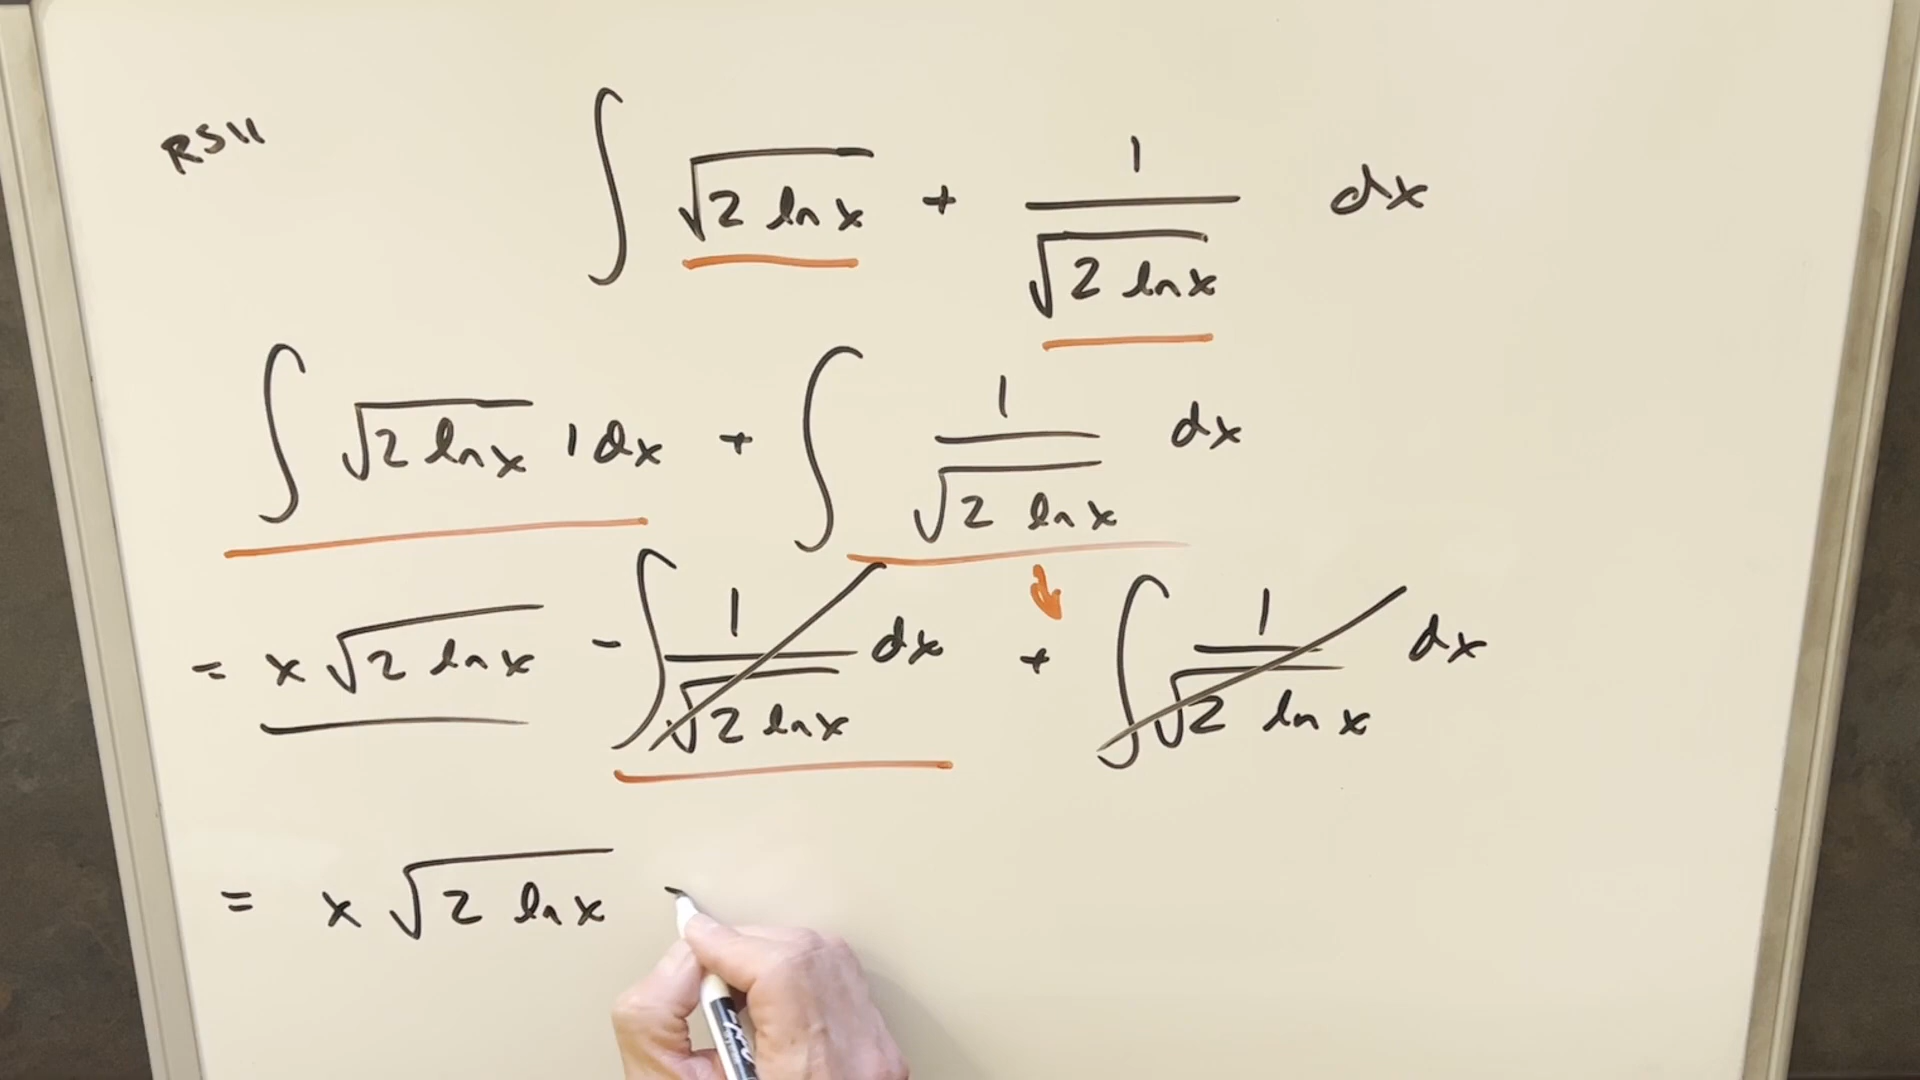 RS11
∫ √(2 ln x) + 1/√(2 ln x) dx
∫ √(2 ln x) 1 dx + ∫ 1/√(2 ln x) dx
= x √(2 ln x) - ∫ 1/√(2 ln x) dx + ∫ 1/√(2 ln x) dx
= x √(2 ln x)